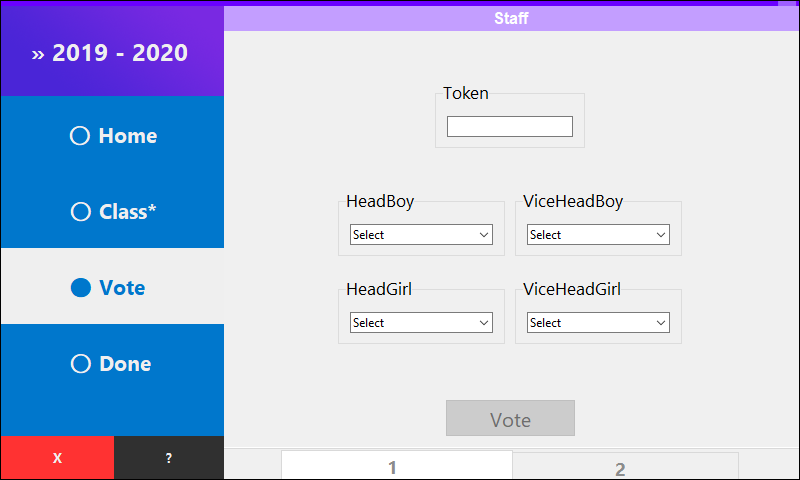 Staff
» 2019 - 2020
Home
Class*
Vote
Done
X
?
Token
HeadBoy
Select
ViceHeadBoy
Select
HeadGirl
Select
ViceHeadGirl
Select
Vote
1
2